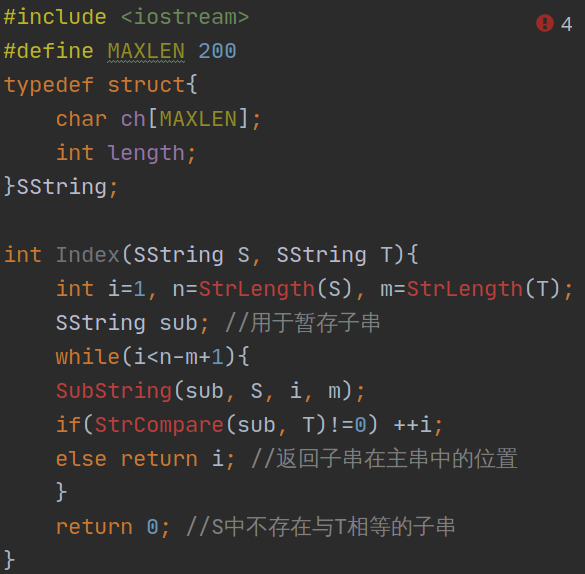 #include <iostream>
4
#define MAXLEN 200
typedef struct{
    char ch[MAXLEN];
    int length;
}SString;

int Index(SString S, SString T){
    int i=1, n=StrLength(S), m=StrLength(T);
    SString sub; //用于暂存子串
    while(i<n-m+1){
    SubString(sub, S, i, m);
    if(StrCompare(sub, T)!=0) ++i;
    else return i; //返回子串在主串中的位置
    }
    return 0; //S中不存在与T相等的子串
}